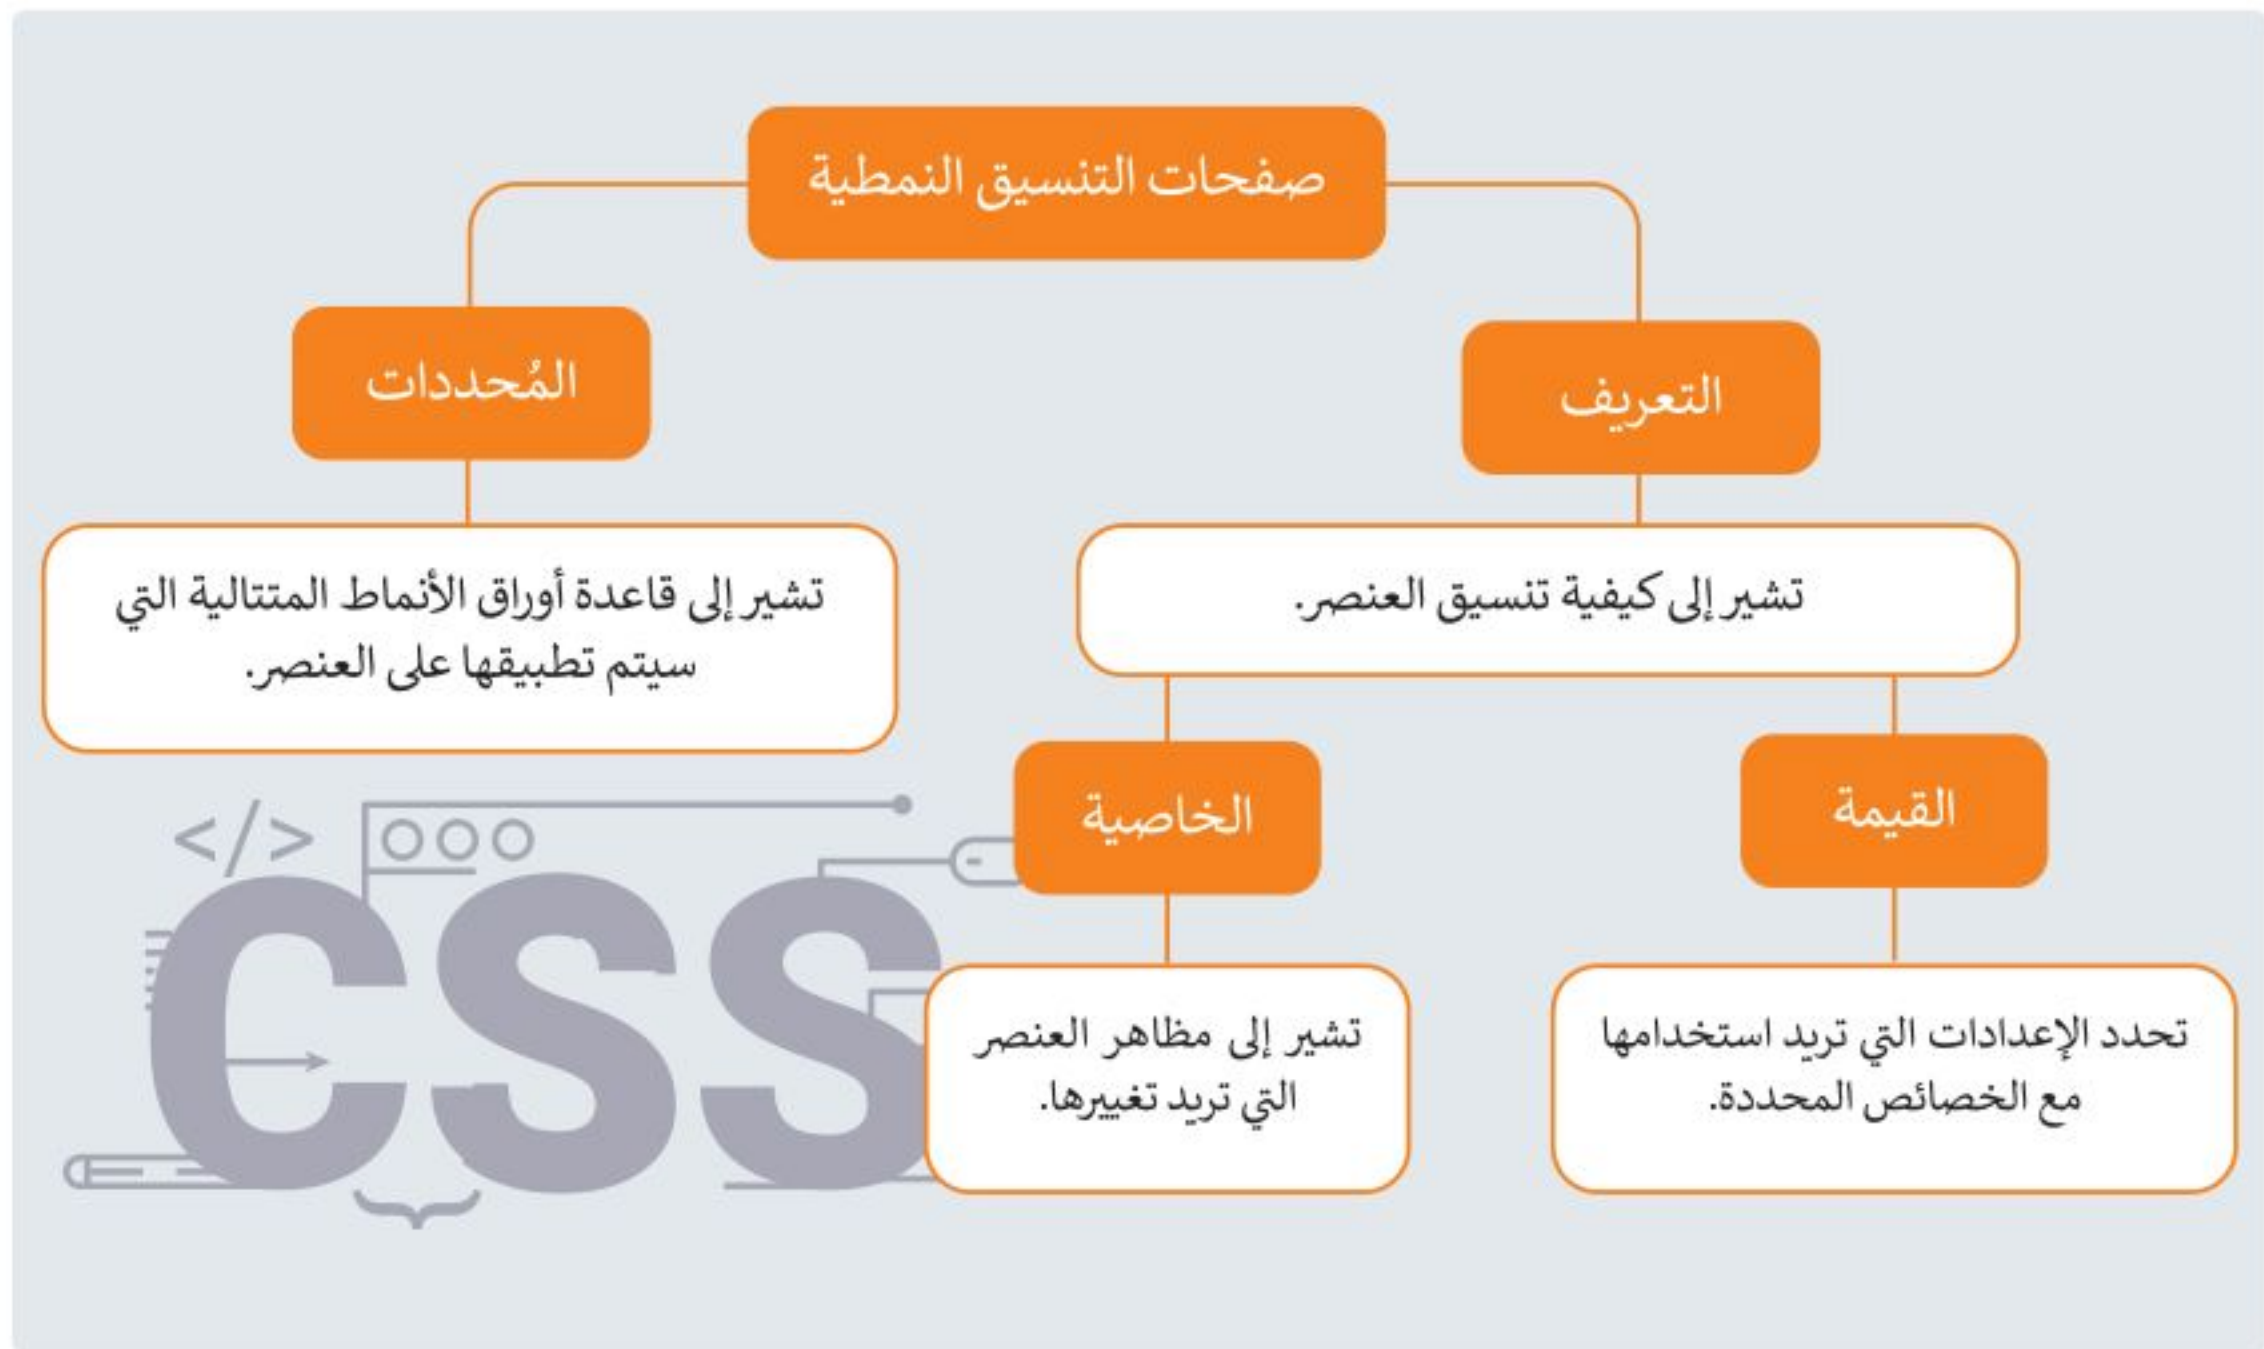 صفحات التنسيق النمطية
التعريف
المُحددات
تشير إلى كيفية تنسيق العنصر.
تشير إلى قاعدة أوراق الأنماط المتتالية التي
سيتم تطبيقها على العنصر.
القيمة
الخاصية
تحدد الإعدادات التي تريد استخدامها
مع الخصائص المحددة.
تشير إلى مظاهر العنصر
التي تريد تغييرها.
</>
CSS